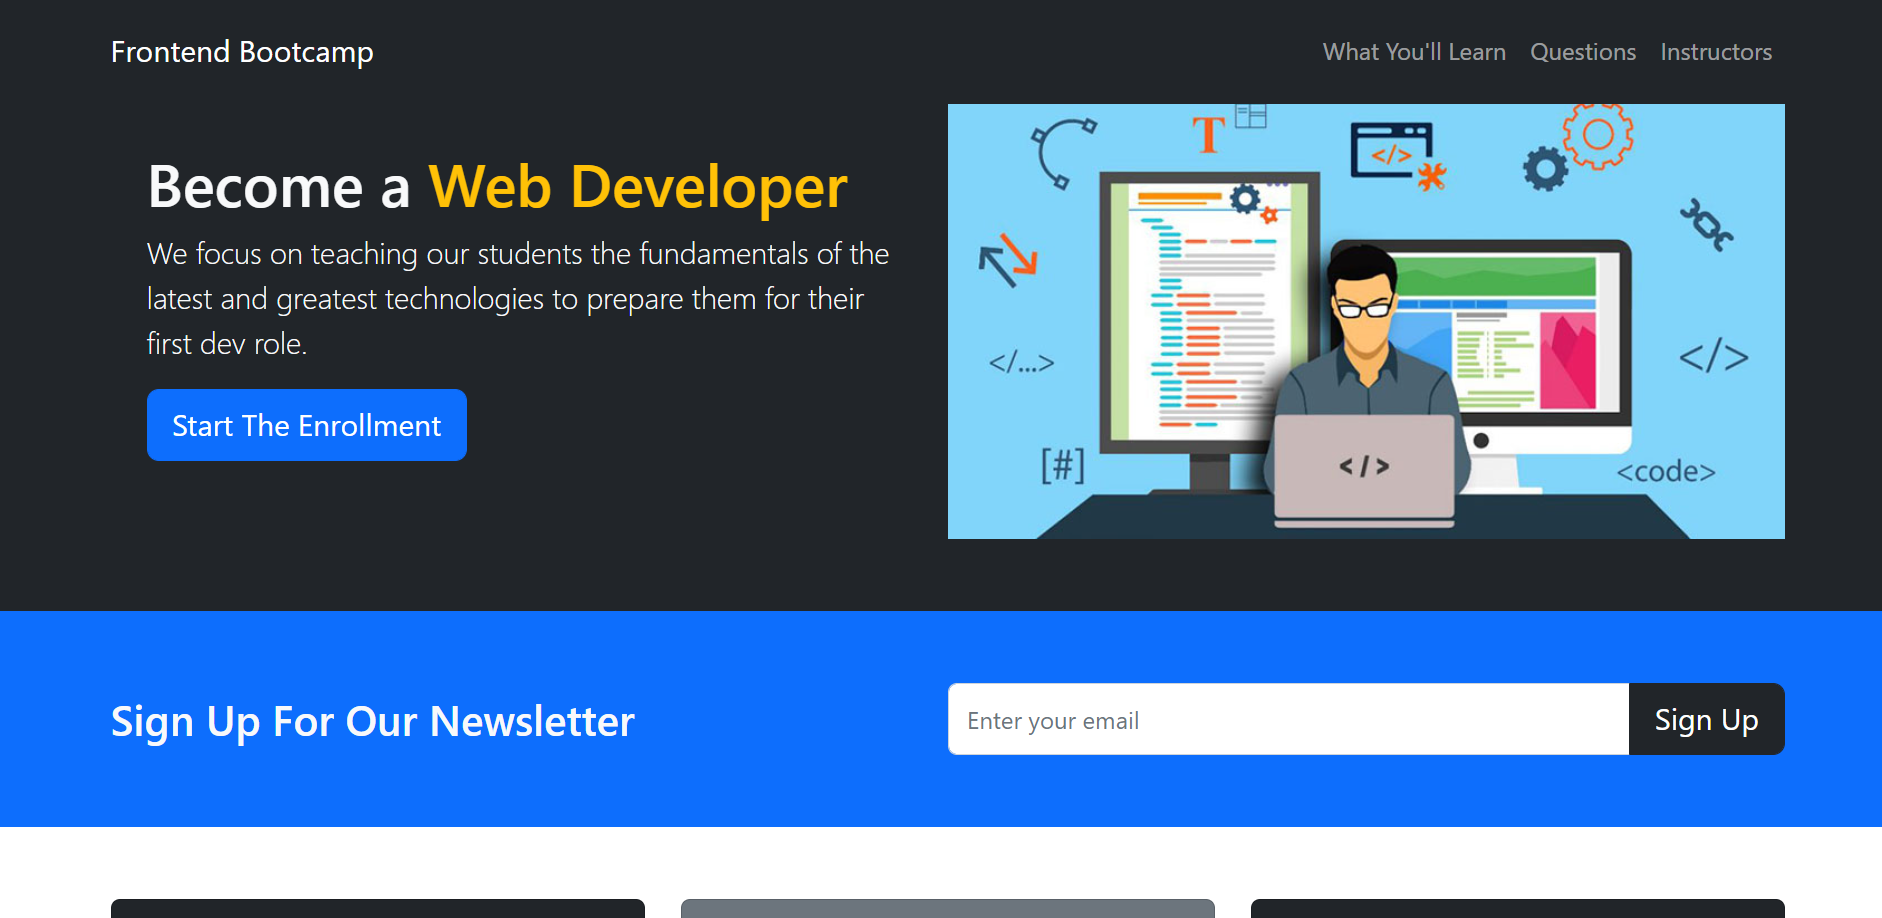 Frontend Bootcamp
What You'll Learn Questions Instructors
Become a Web Developer
We focus on teaching our students the fundamentals of the
latest and greatest technologies to prepare them for their
first dev role.
Start The Enrollment
T
</>
</...>
</>
[#]
</>
<code>
Sign Up For Our Newsletter
Enter your email
Sign Up